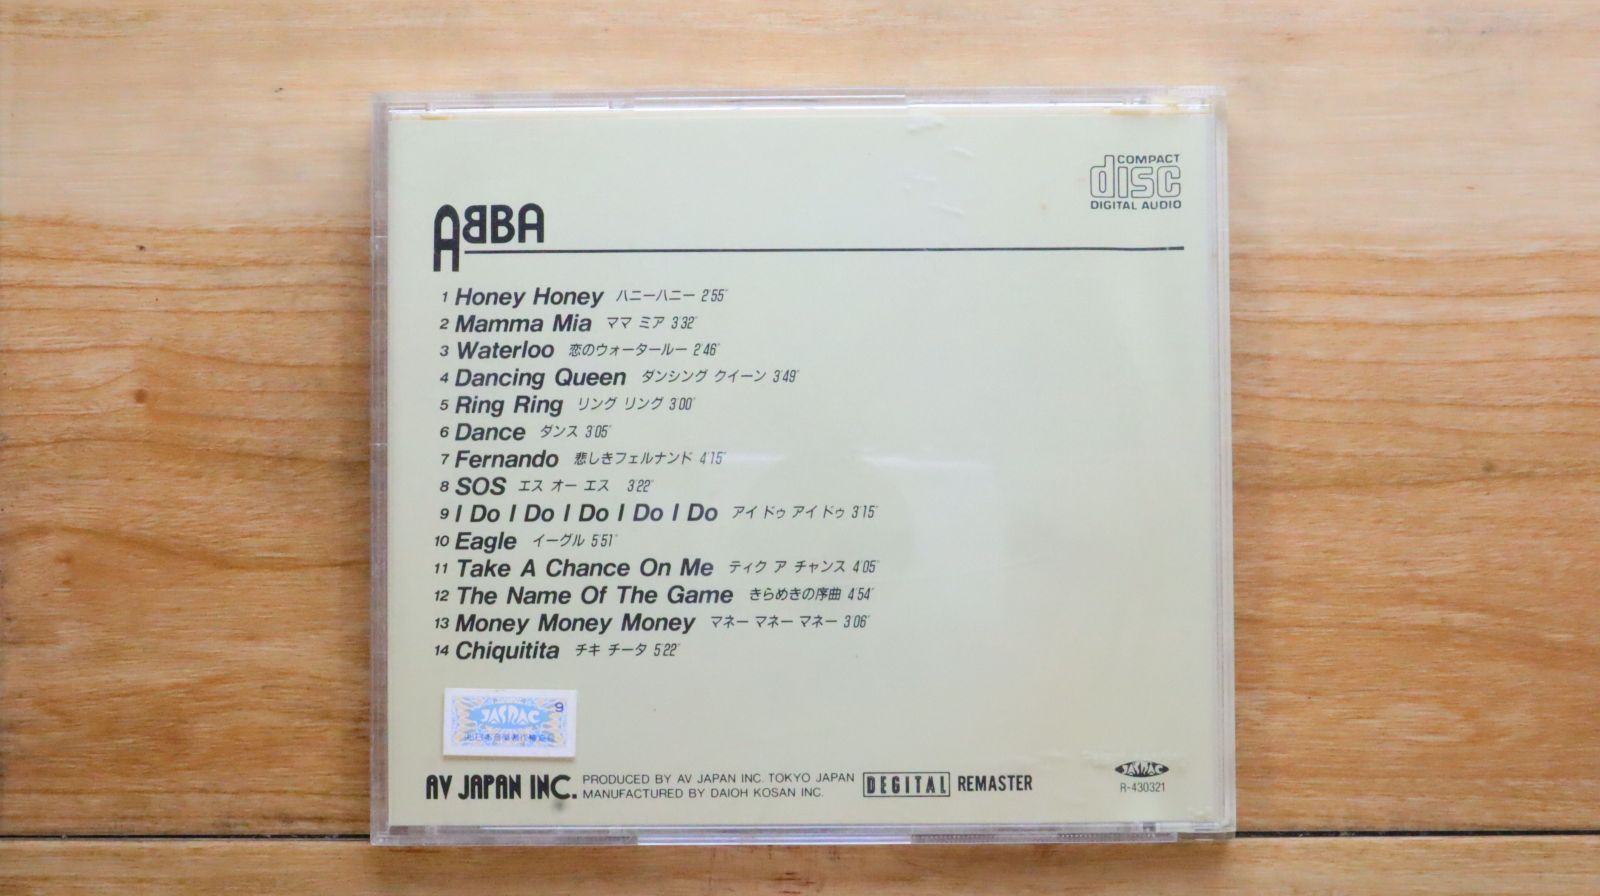 COMPACT
disc
DIGITAL AUDIO
ABBA
1 Honey Honey ハニーハニー 2'55"
2 Mamma Mia ママ ミア 3'32"
3 Waterloo 恋のウォータールー 2'46"
4 Dancing Queen ダンシング クイーン 3'49"
5 Ring Ring リング リング 3'00"
6 Dance ダンス 3'05"
7 Fernando 悲しきフェルナンド 4'15"
8 SOS エス オー エス 3'22"
9 I Do I Do I Do I Do I Do アイ ドゥ アイ ドゥ 3'15"
10 Eagle イーグル 5'51"
11 Take A Chance On Me ティク ア チャンス 4'05"
12 The Name Of The Game きらめきの序曲 4'54"
13 Money Money Money マネー マネー マネー 3'06"
14 Chiquitita チキ チータ 5'22"
9
JASRAC
AV JAPAN INC. PRODUCED BY AV JAPAN INC. TOKYO JAPAN
MANUFACTURED BY DAIOH KOSAN INC.
DEGITAL REMASTER
JASRAC
R-430321